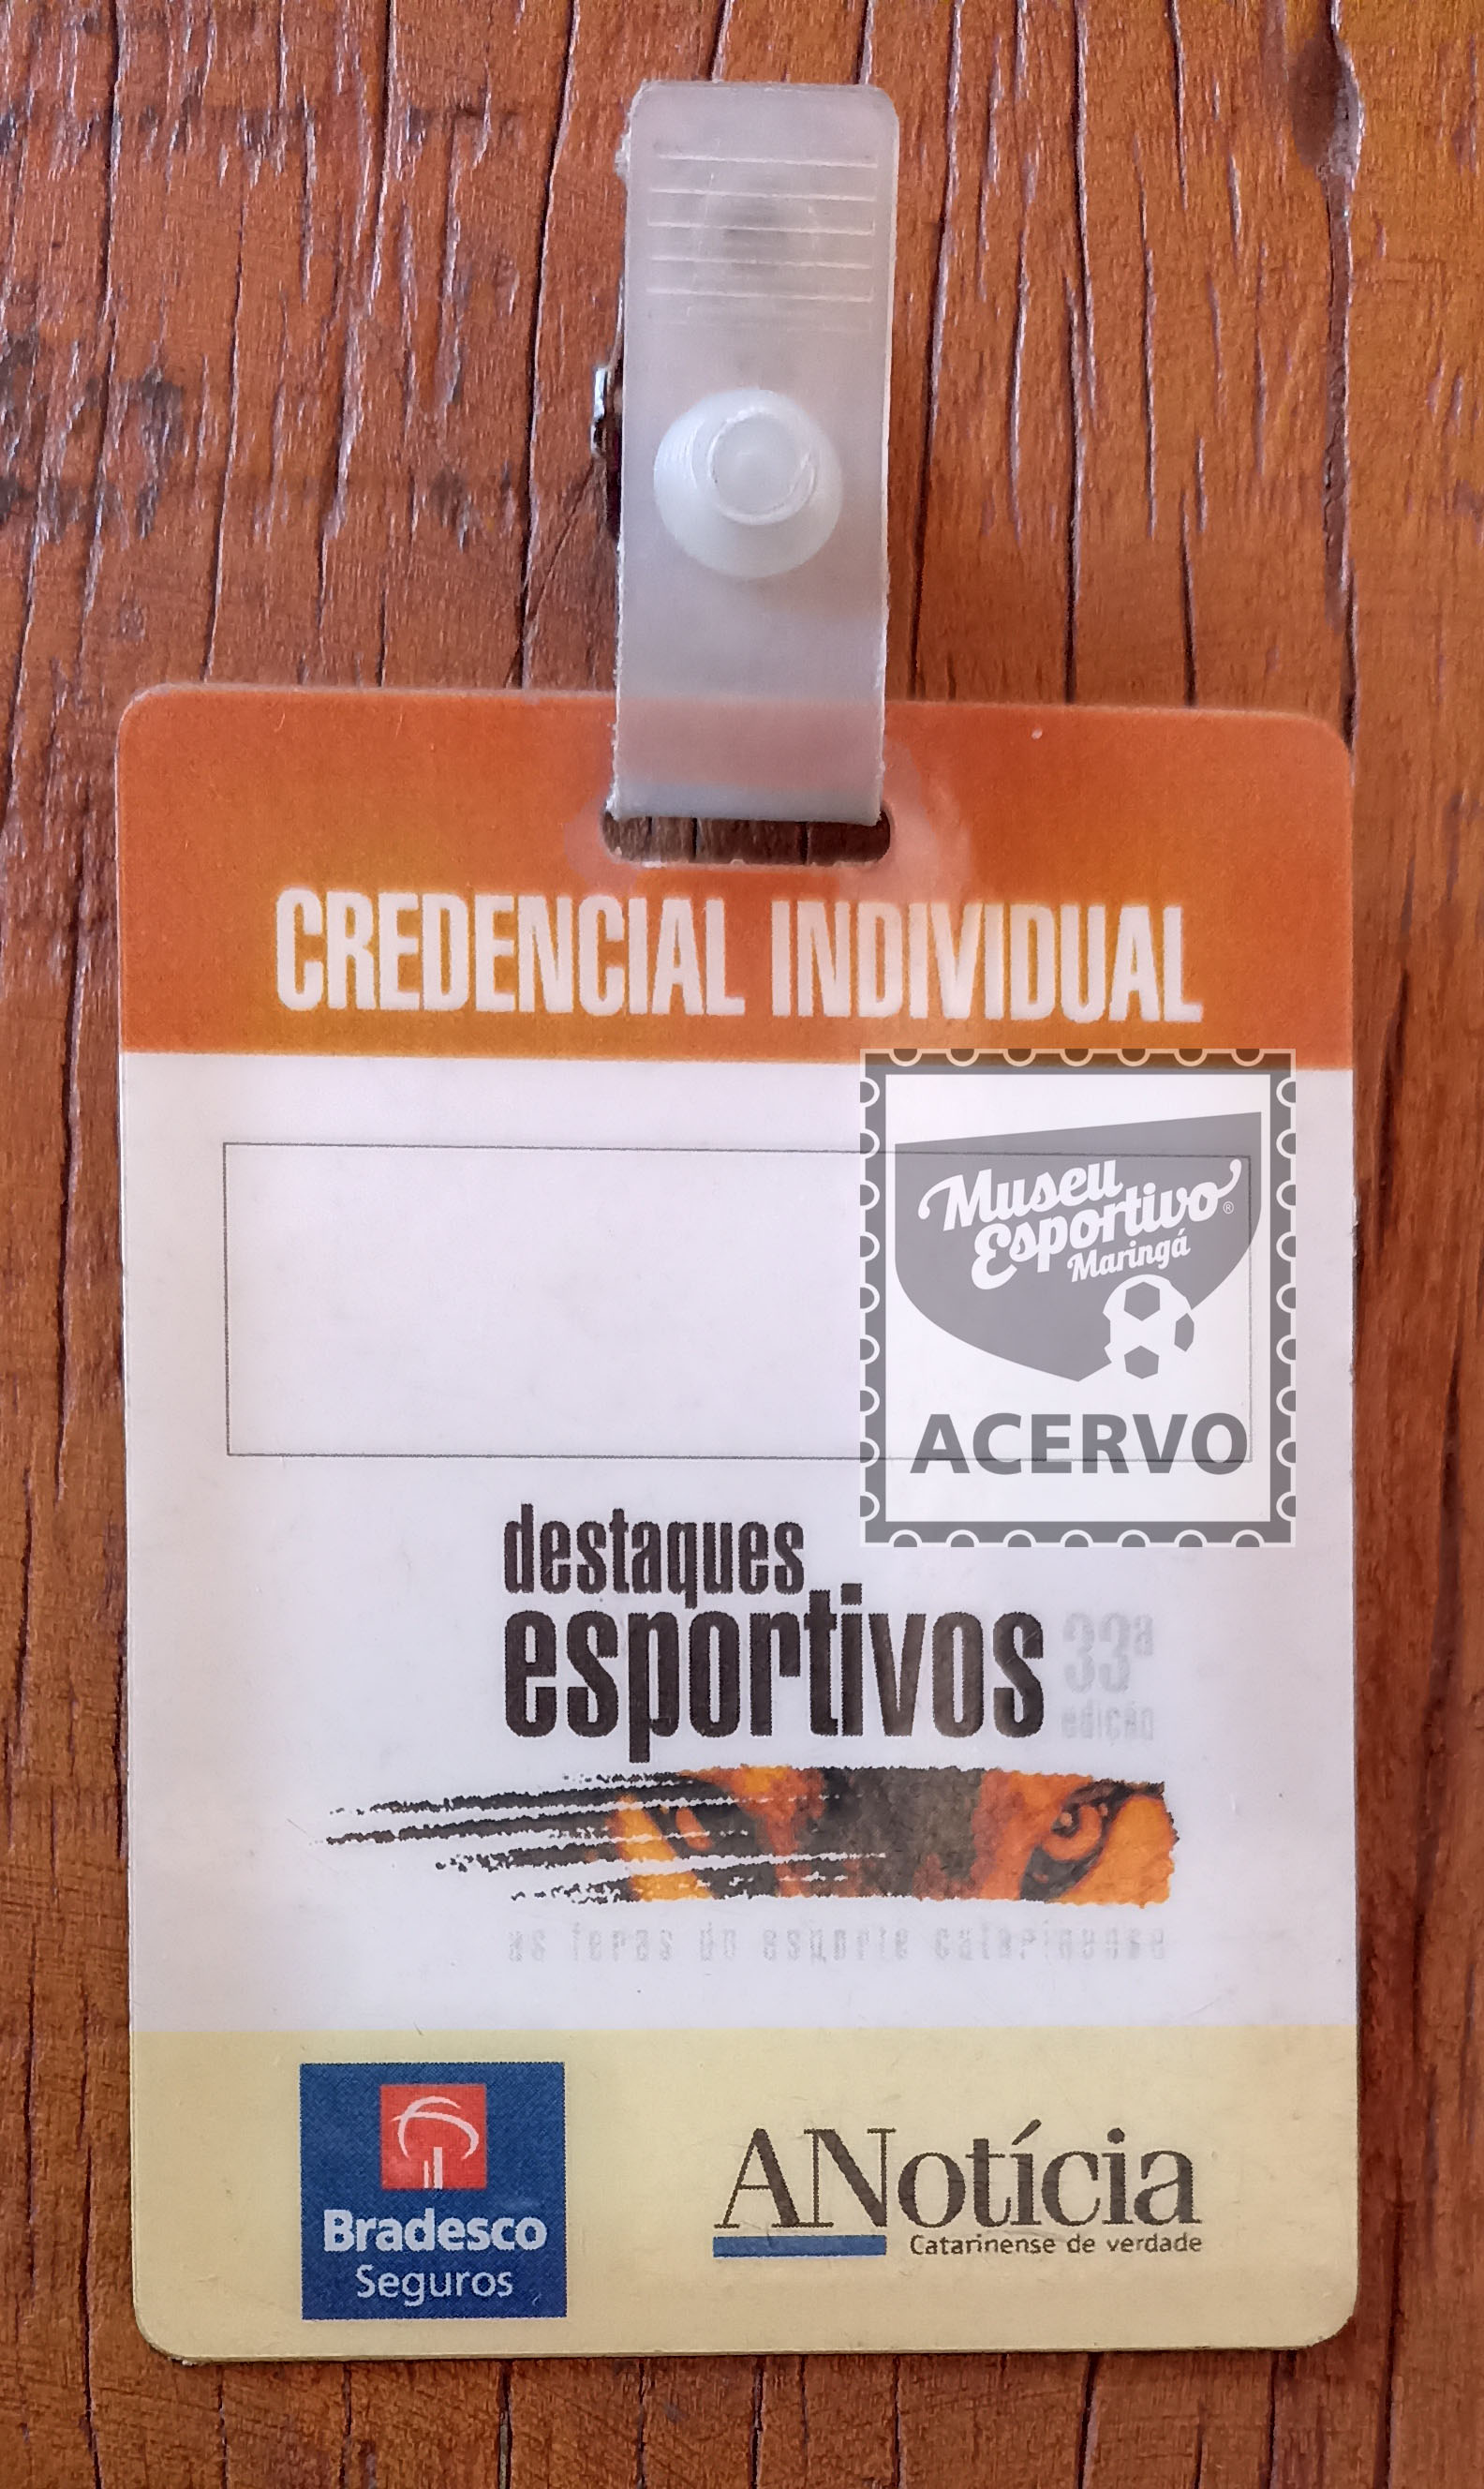 CREDENCIAL INDIVIDUAL
Museu
Esportivo®
Maringá
ACERVO
destaques
esportivos
33ª
edição
as feras do esporte catarinense
Bradesco
Seguros
ANotícia
Catarinense de verdade